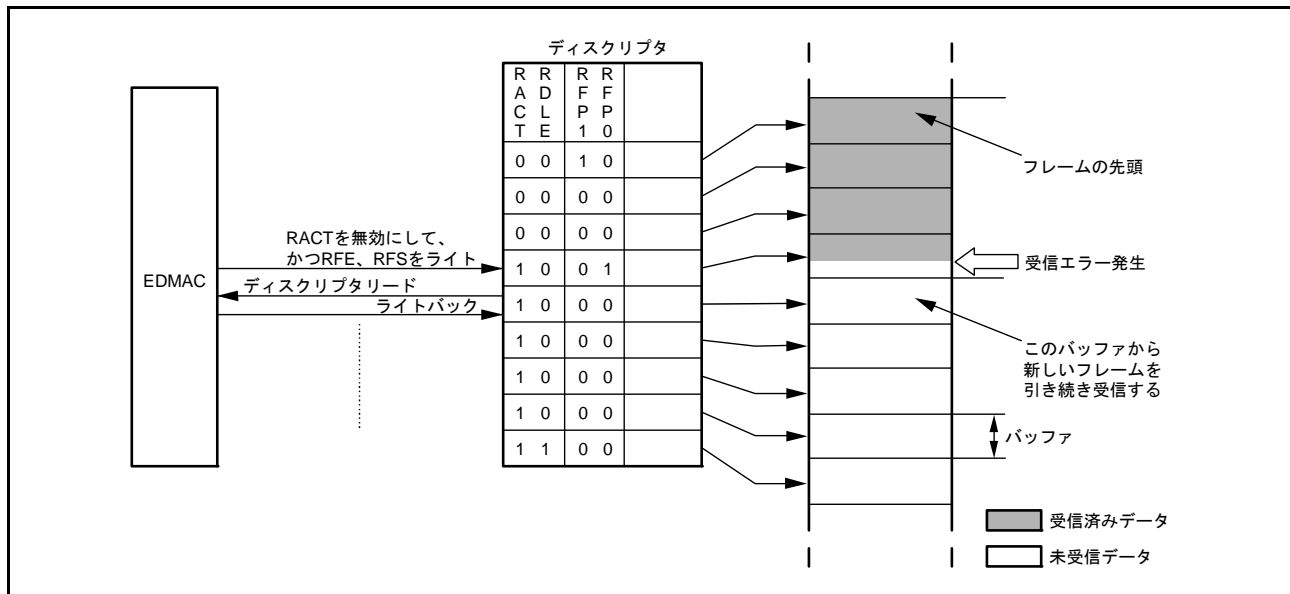 ディスクリプタ
RACT RDLE RFP1 RFP0
0 0 1 0
0 0 0 0
0 0 0 0
1 0 0 1
1 0 0 0
1 0 0 0
1 0 0 0
1 0 0 0
1 1 0 0
EDMAC
RACTを無効にして、
かつRFE、RFSをライト
ディスクリプタリード
ライトバック
フレームの先頭
受信エラー発生
このバッファから
新しいフレームを
引き続き受信する
バッファ
受信済みデータ
未受信データ